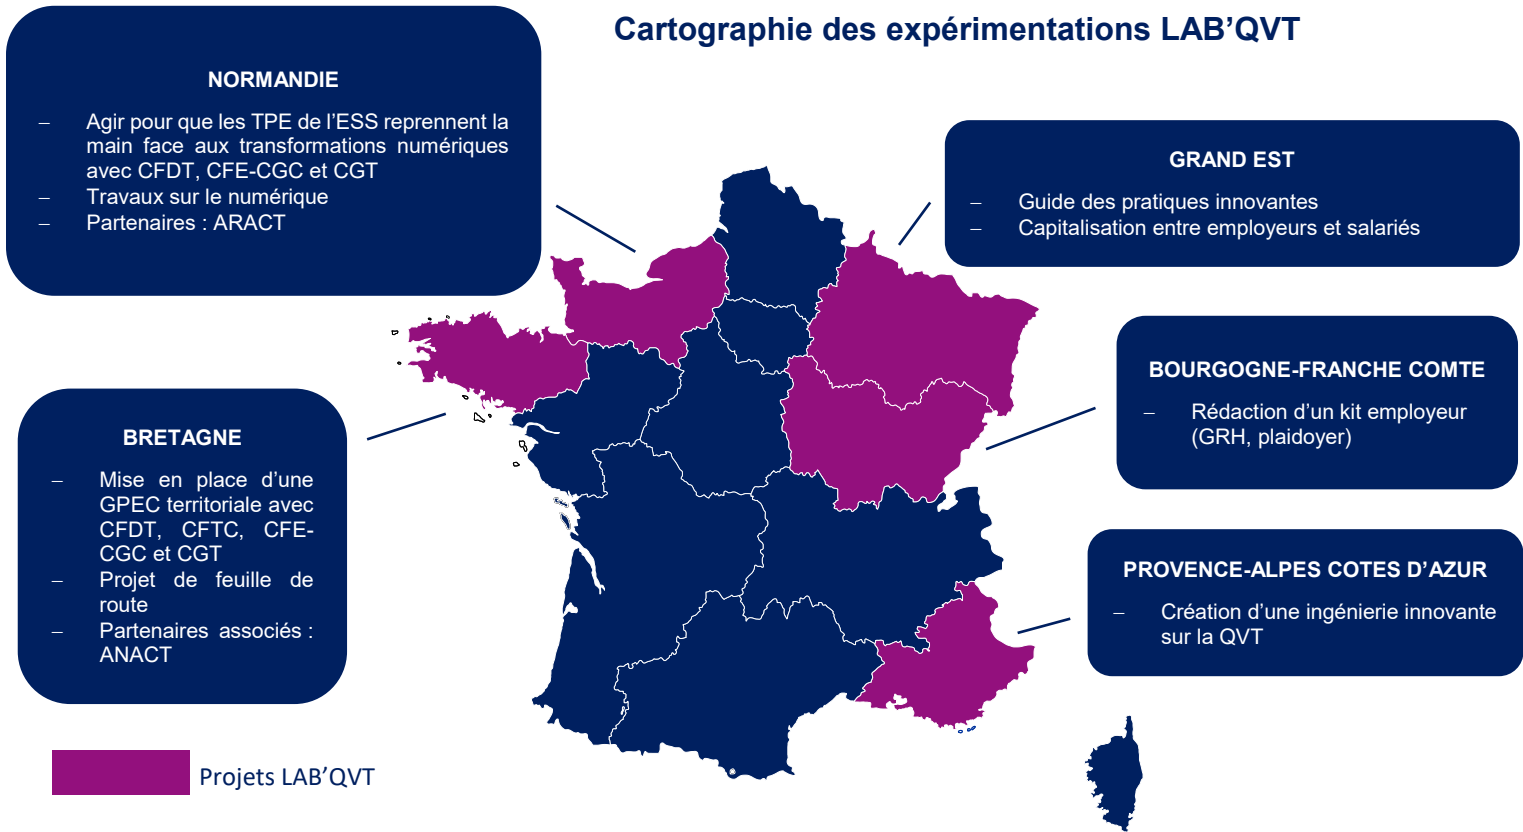 Cartographie des expérimentations LAB’QVT
NORMANDIE
– Agir pour que les TPE de l’ESS reprennent la
main face aux transformations numériques
avec CFDT, CFE-CGC et CGT
– Travaux sur le numérique
– Partenaires : ARACT
GRAND EST
– Guide des pratiques innovantes
– Capitalisation entre employeurs et salariés
BOURGOGNE-FRANCHE COMTE
– Rédaction d’un kit employeur
(GRH, plaidoyer)
BRETAGNE
– Mise en place d’une
GPEC territoriale avec
CFDT, CFTC, CFE-
CGC et CGT
– Projet de feuille de
route
– Partenaires associés :
ANACT
PROVENCE-ALPES COTES D’AZUR
– Création d’une ingénierie innovante
sur la QVT
Projets LAB’QVT